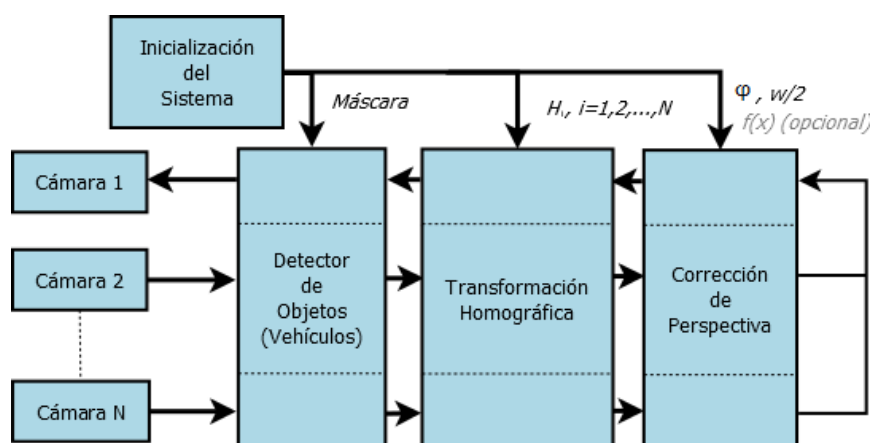 Inicialización
del
Sistema
Máscara
Hᵢ, i=1,2,...,N
φ , w/2
f(x) (opcional)
Cámara 1
Cámara 2
Cámara N
Detector
de
Objetos
(Vehículos)
Transformación
Homográfica
Corrección
de
Perspectiva